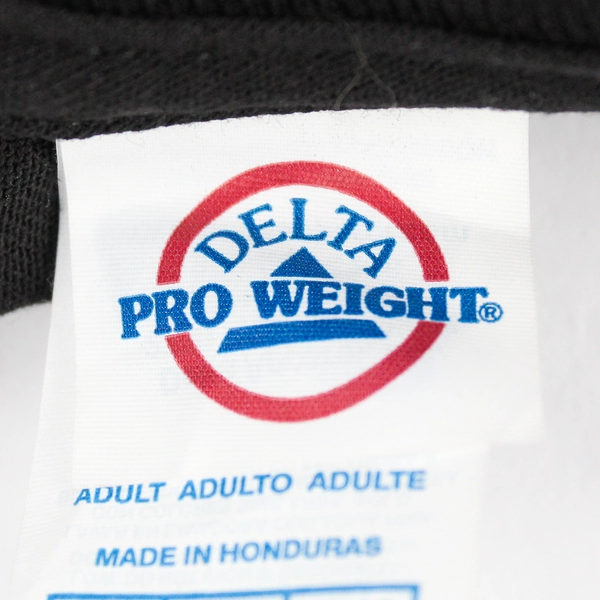 DELTA
PRO WEIGHT®
ADULT ADULTO ADULTE
MADE IN HONDURAS